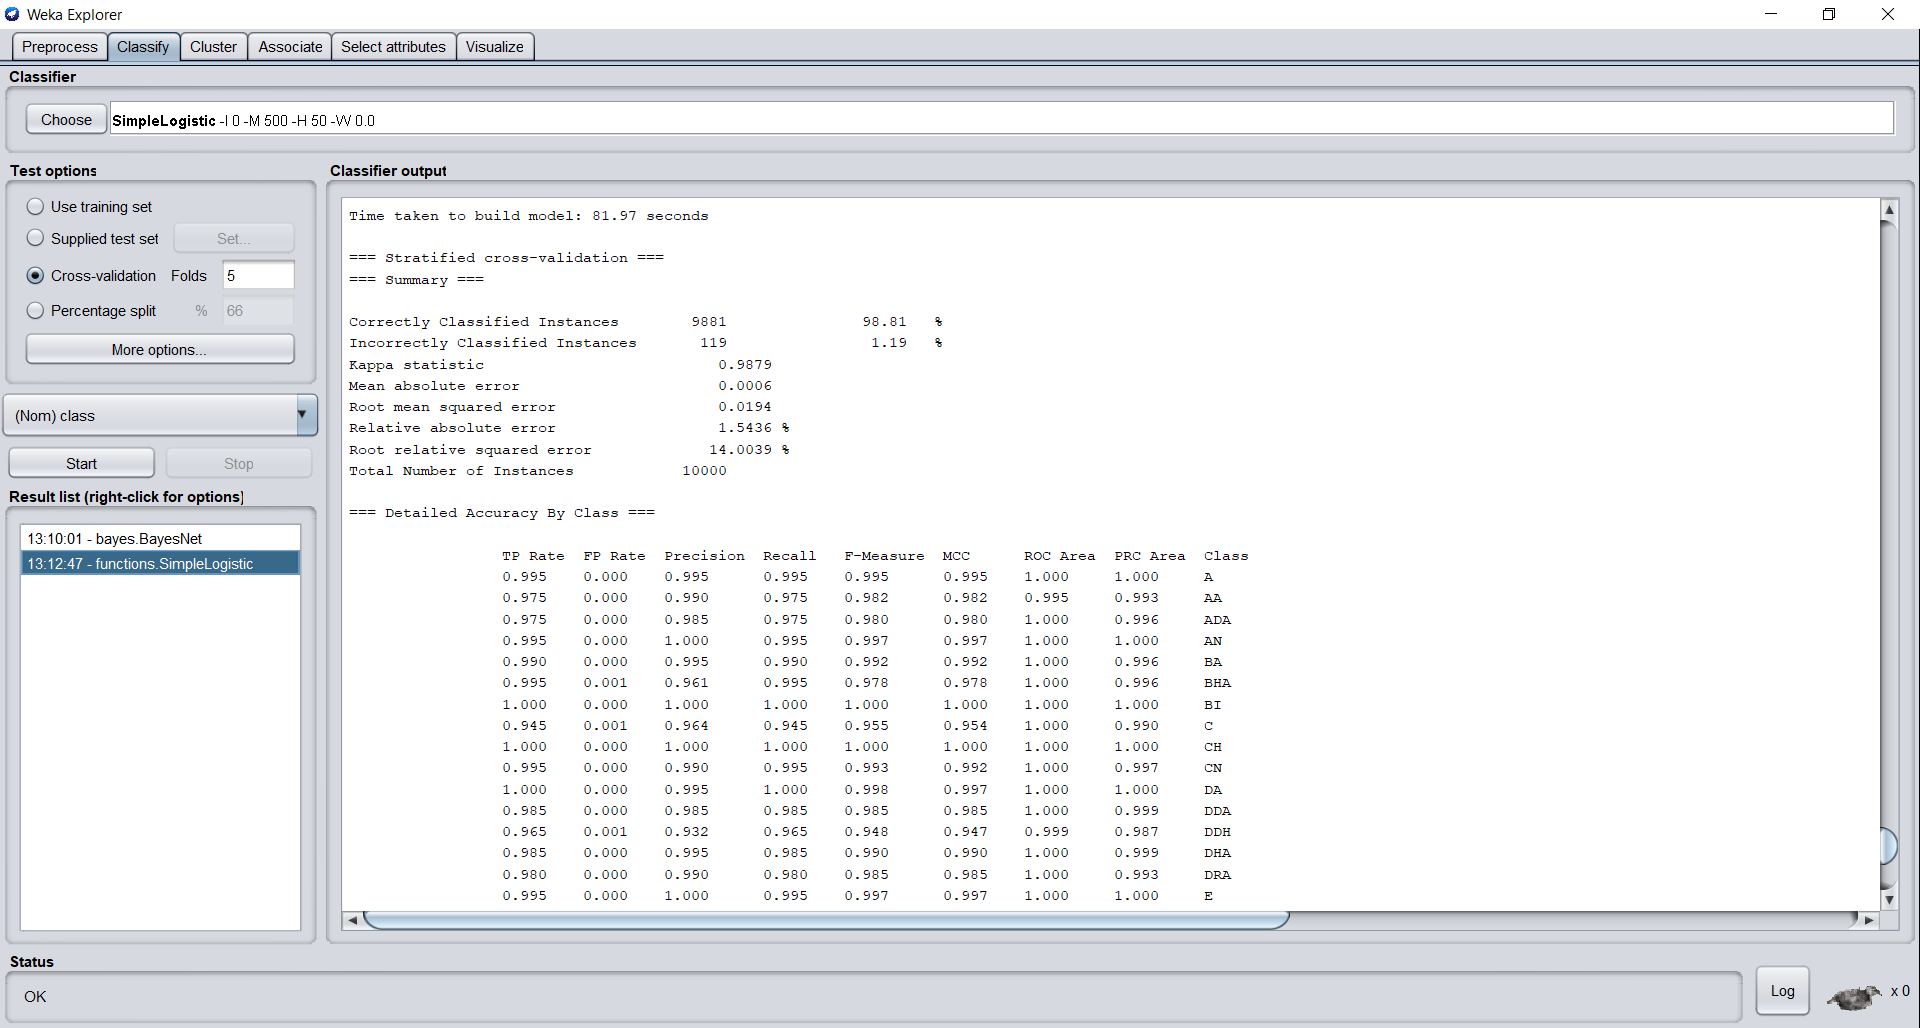 Weka Explorer
Preprocess Classify Cluster Associate Select attributes Visualize
Classifier
Choose SimpleLogistic -I 0 -M 500 -H 50 -W 0.0
Test options
Use training set
Supplied test set Set...
Cross-validation Folds 5
Percentage split % 66
More options...
(Nom) class
Start Stop
Result list (right-click for options)
13:10:01 - bayes.BayesNet
13:12:47 - functions.SimpleLogistic
Classifier output
Time taken to build model: 81.97 seconds
=== Stratified cross-validation ===
=== Summary ===
Correctly Classified Instances 9881 98.81 %
Incorrectly Classified Instances 119 1.19 %
Kappa statistic 0.9879
Mean absolute error 0.0006
Root mean squared error 0.0194
Relative absolute error 1.5436 %
Root relative squared error 14.0039 %
Total Number of Instances 10000
=== Detailed Accuracy By Class ===
TP Rate FP Rate Precision Recall F-Measure MCC ROC Area PRC Area Class
0.995 0.000 0.995 0.995 0.995 0.995 1.000 1.000 A
0.975 0.000 0.990 0.975 0.982 0.982 0.995 0.993 AA
0.975 0.000 0.985 0.975 0.980 0.980 1.000 0.996 ADA
0.995 0.000 1.000 0.995 0.997 0.997 1.000 1.000 AN
0.990 0.000 0.995 0.990 0.992 0.992 1.000 0.996 BA
0.995 0.001 0.961 0.995 0.978 0.978 1.000 0.996 BHA
1.000 0.000 1.000 1.000 1.000 1.000 1.000 1.000 BI
0.945 0.001 0.964 0.945 0.955 0.954 1.000 0.990 C
1.000 0.000 1.000 1.000 1.000 1.000 1.000 1.000 CH
0.995 0.000 0.990 0.995 0.993 0.992 1.000 0.997 CN
1.000 0.000 0.995 1.000 0.998 0.997 1.000 1.000 DA
0.985 0.000 0.985 0.985 0.985 0.985 1.000 0.999 DDA
0.965 0.001 0.932 0.965 0.948 0.947 0.999 0.987 DDH
0.985 0.000 0.995 0.985 0.990 0.990 1.000 0.999 DHA
0.980 0.000 0.990 0.980 0.985 0.985 1.000 0.993 DRA
0.995 0.000 1.000 0.995 0.997 0.997 1.000 1.000 E
Status
OK
Log x 0